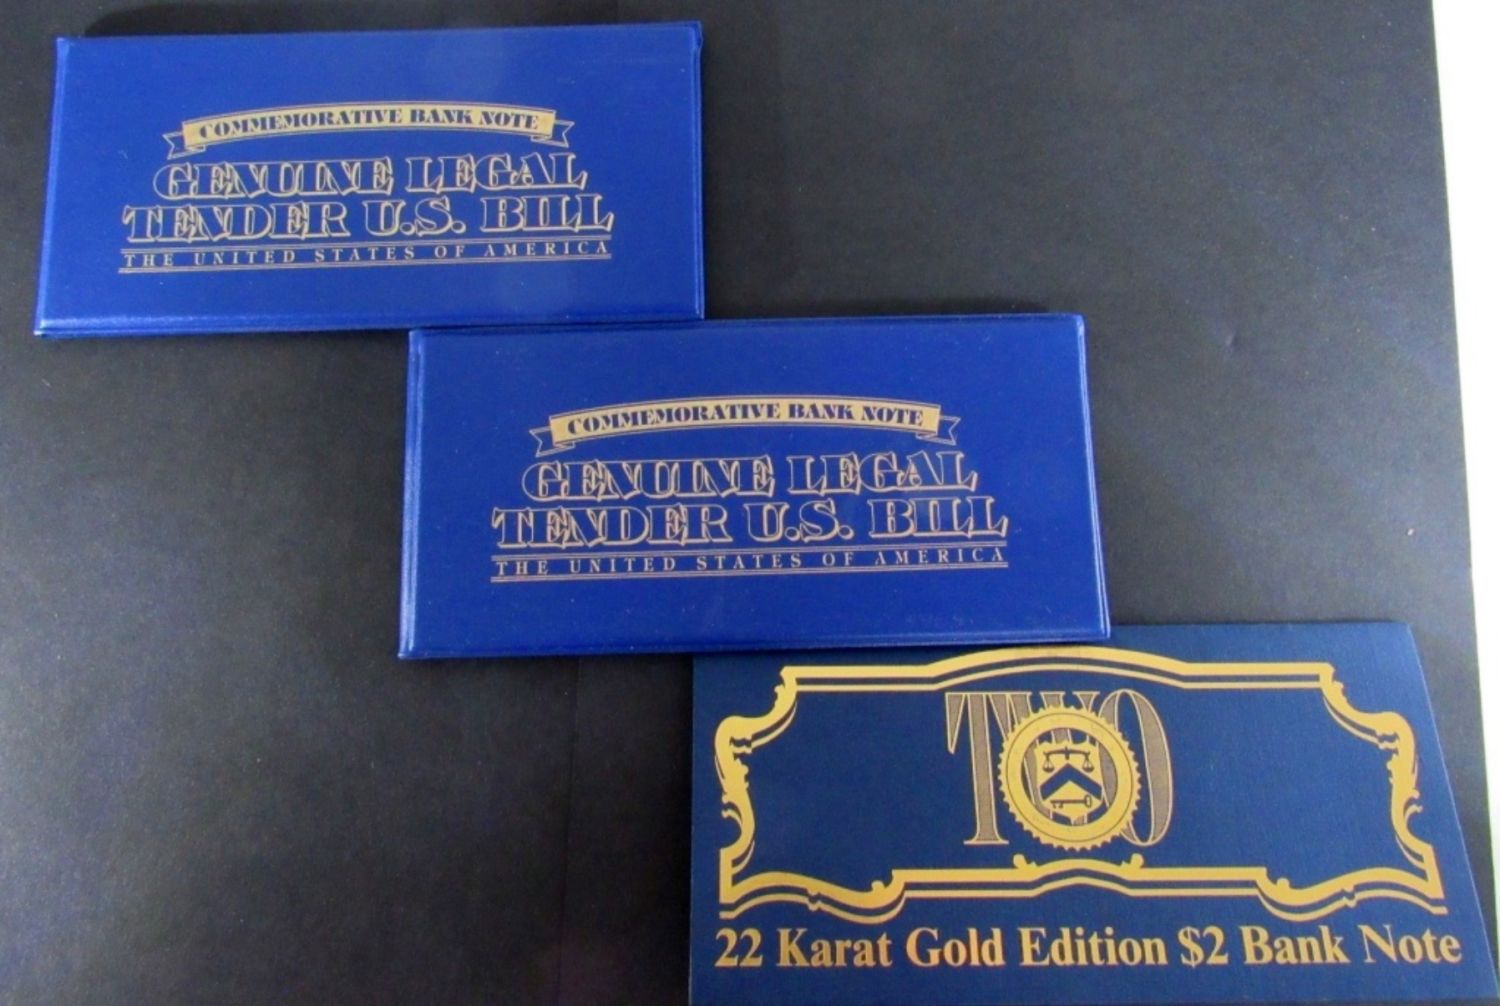 COMMEMORATIVE BANK NOTE
GENUINE LEGAL
TENDER U.S. BILL
THE UNITED STATES OF AMERICA
COMMEMORATIVE BANK NOTE
GENUINE LEGAL
TENDER U.S. BILL
THE UNITED STATES OF AMERICA
TWO
22 Karat Gold Edition $2 Bank Note